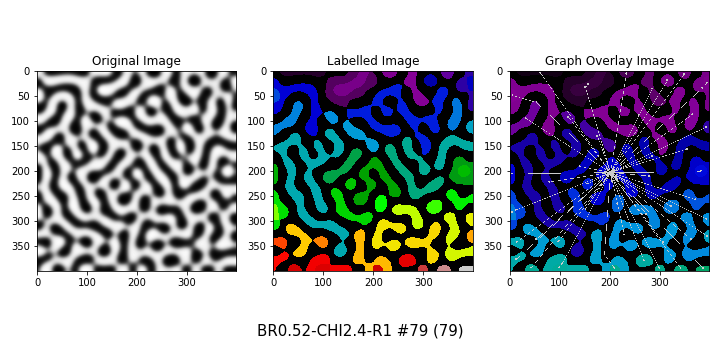 Original Image Labelled Image Graph Overlay Image
0 0 0
50 50 50
100 100 100
150 150 150
200 200 200
250 250 250
300 300 300
350 350 350
0 100 200 300 0 100 200 300 0 100 200 300
BR0.52-CHI2.4-R1 #79 (79)